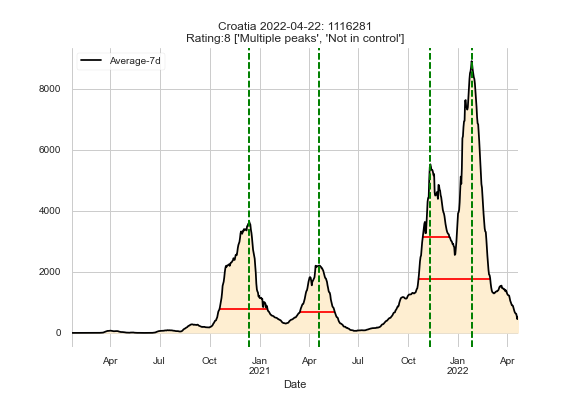 Croatia 2022-04-22: 1116281
Rating:8 ['Multiple peaks', 'Not in control']
Average-7d
8000
6000
4000
2000
0
Apr Jul Oct Jan Apr Jul Oct Jan Apr
2021 2022
Date